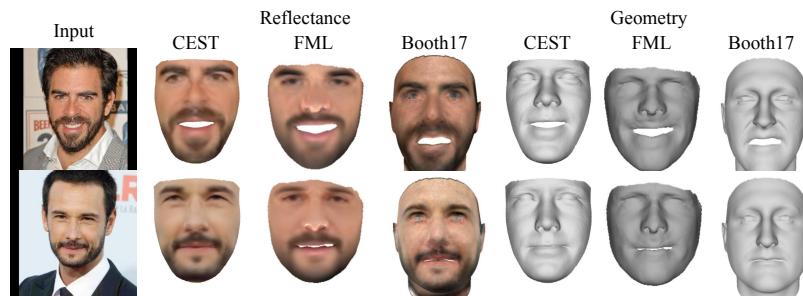 Input
Reflectance
Geometry
CEST
FML
Booth17
CEST
FML
Booth17